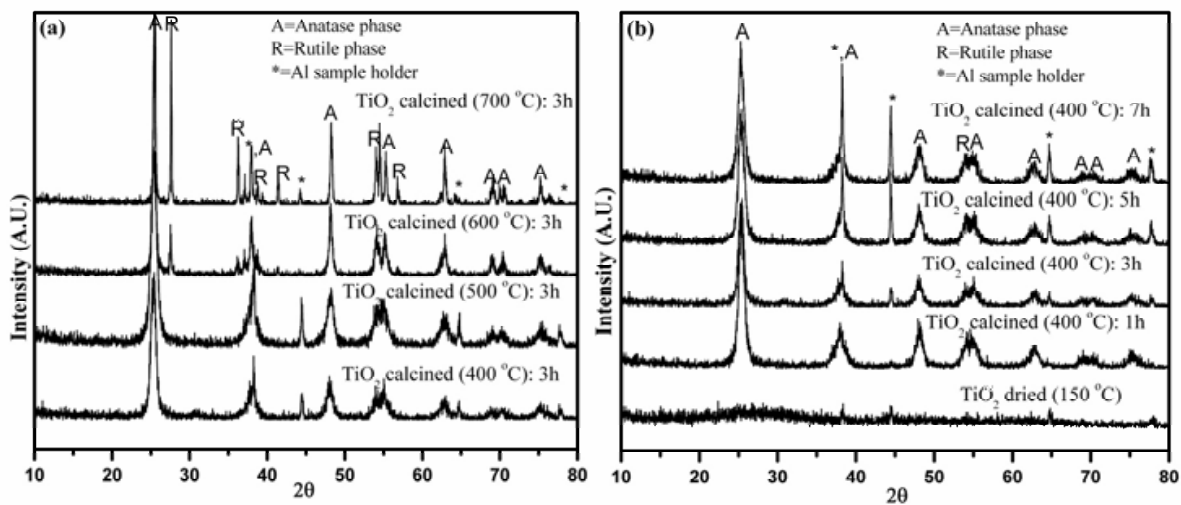 (a)
A=Anatase phase
R=Rutile phase
*=Al sample holder
A R
TiO2 calcined (700 °C): 3h
R * ,A R R * A R A R A * A A A *
TiO2 calcined (600 °C): 3h
TiO2 calcined (500 °C): 3h
TiO2 calcined (400 °C): 3h
Intensity (A.U.)
10 20 30 40 50 60 70 80
2θ
(b)
A=Anatase phase
R=Rutile phase
*=Al sample holder
A *,A * A R,A A * A A A *
TiO2 calcined (400 °C): 7h
TiO2 calcined (400 °C): 5h
TiO2 calcined (400 °C): 3h
TiO2 calcined (400 °C): 1h
TiO2 dried (150 °C)
Intensity (A.U.)
10 20 30 40 50 60 70 80
2θ